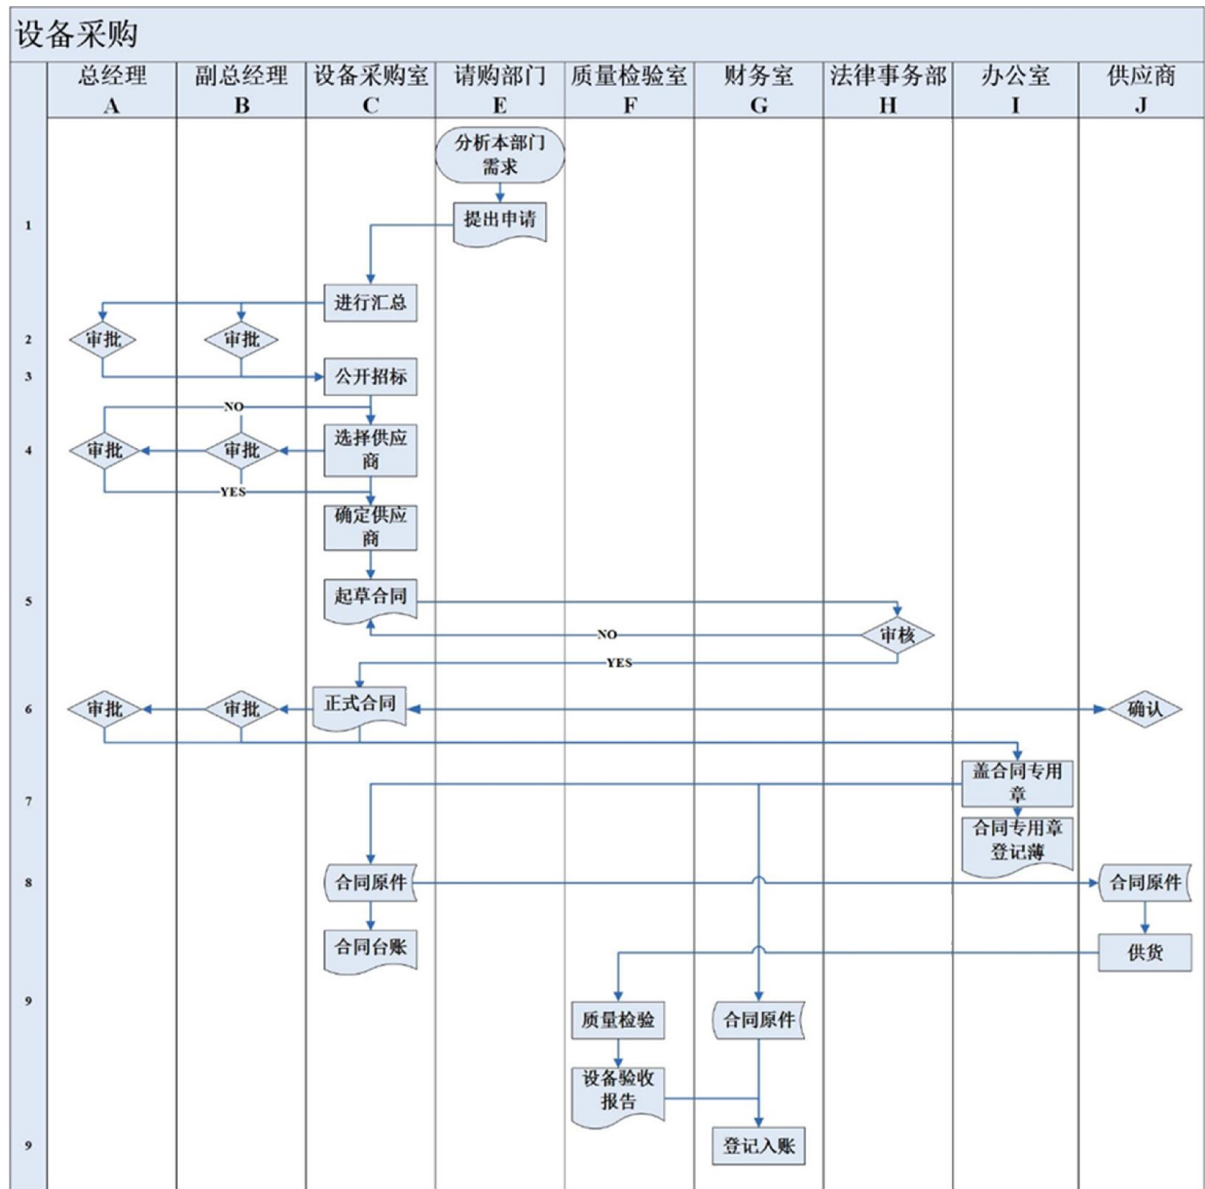 设备采购
总经理
副总经理
设备采购室
请购部门
质量检验室
财务室
法律事务部
办公室
供应商
A
B
C
E
F
G
H
I
J
分析本部门
需求
1
提出申请
进行汇总
2
审批
审批
3
公开招标
NO
4
审批
审批
选择供应
商
YES
确定供应
商
5
起草合同
NO
审核
YES
6
审批
审批
正式合同
确认
盖合同专用
章
7
合同专用章
登记薄
8
合同原件
合同原件
合同台账
供货
9
质量检验
合同原件
设备验收
报告
9
登记入账